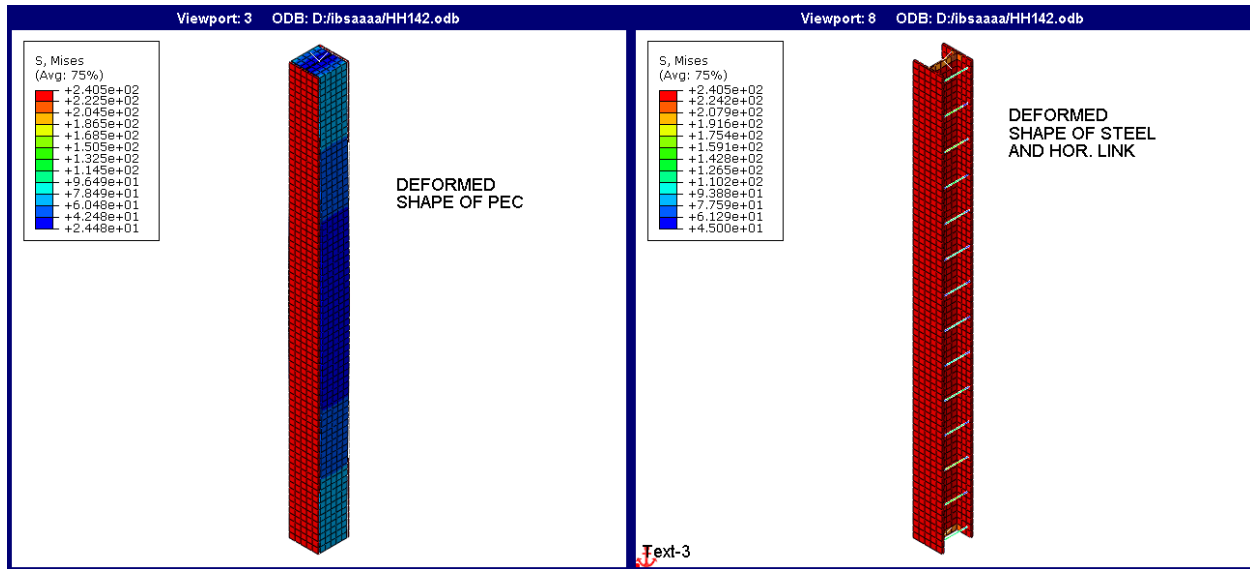 Viewport: 3 ODB: D:/ibsaaaa/HH142.odb
S, Mises
(Avg: 75%)
+2.405e+02
+2.225e+02
+2.045e+02
+1.865e+02
+1.685e+02
+1.505e+02
+1.325e+02
+1.145e+02
+9.649e+01
+7.849e+01
+6.048e+01
+4.248e+01
+2.448e+01
DEFORMED
SHAPE OF PEC
Viewport: 8 ODB: D:/ibsaaaa/HH142.odb
S, Mises
(Avg: 75%)
+2.405e+02
+2.242e+02
+2.079e+02
+1.916e+02
+1.754e+02
+1.591e+02
+1.428e+02
+1.265e+02
+1.102e+02
+9.388e+01
+7.759e+01
+6.129e+01
+4.500e+01
DEFORMED
SHAPE OF STEEL
AND HOR. LINK
Text-3